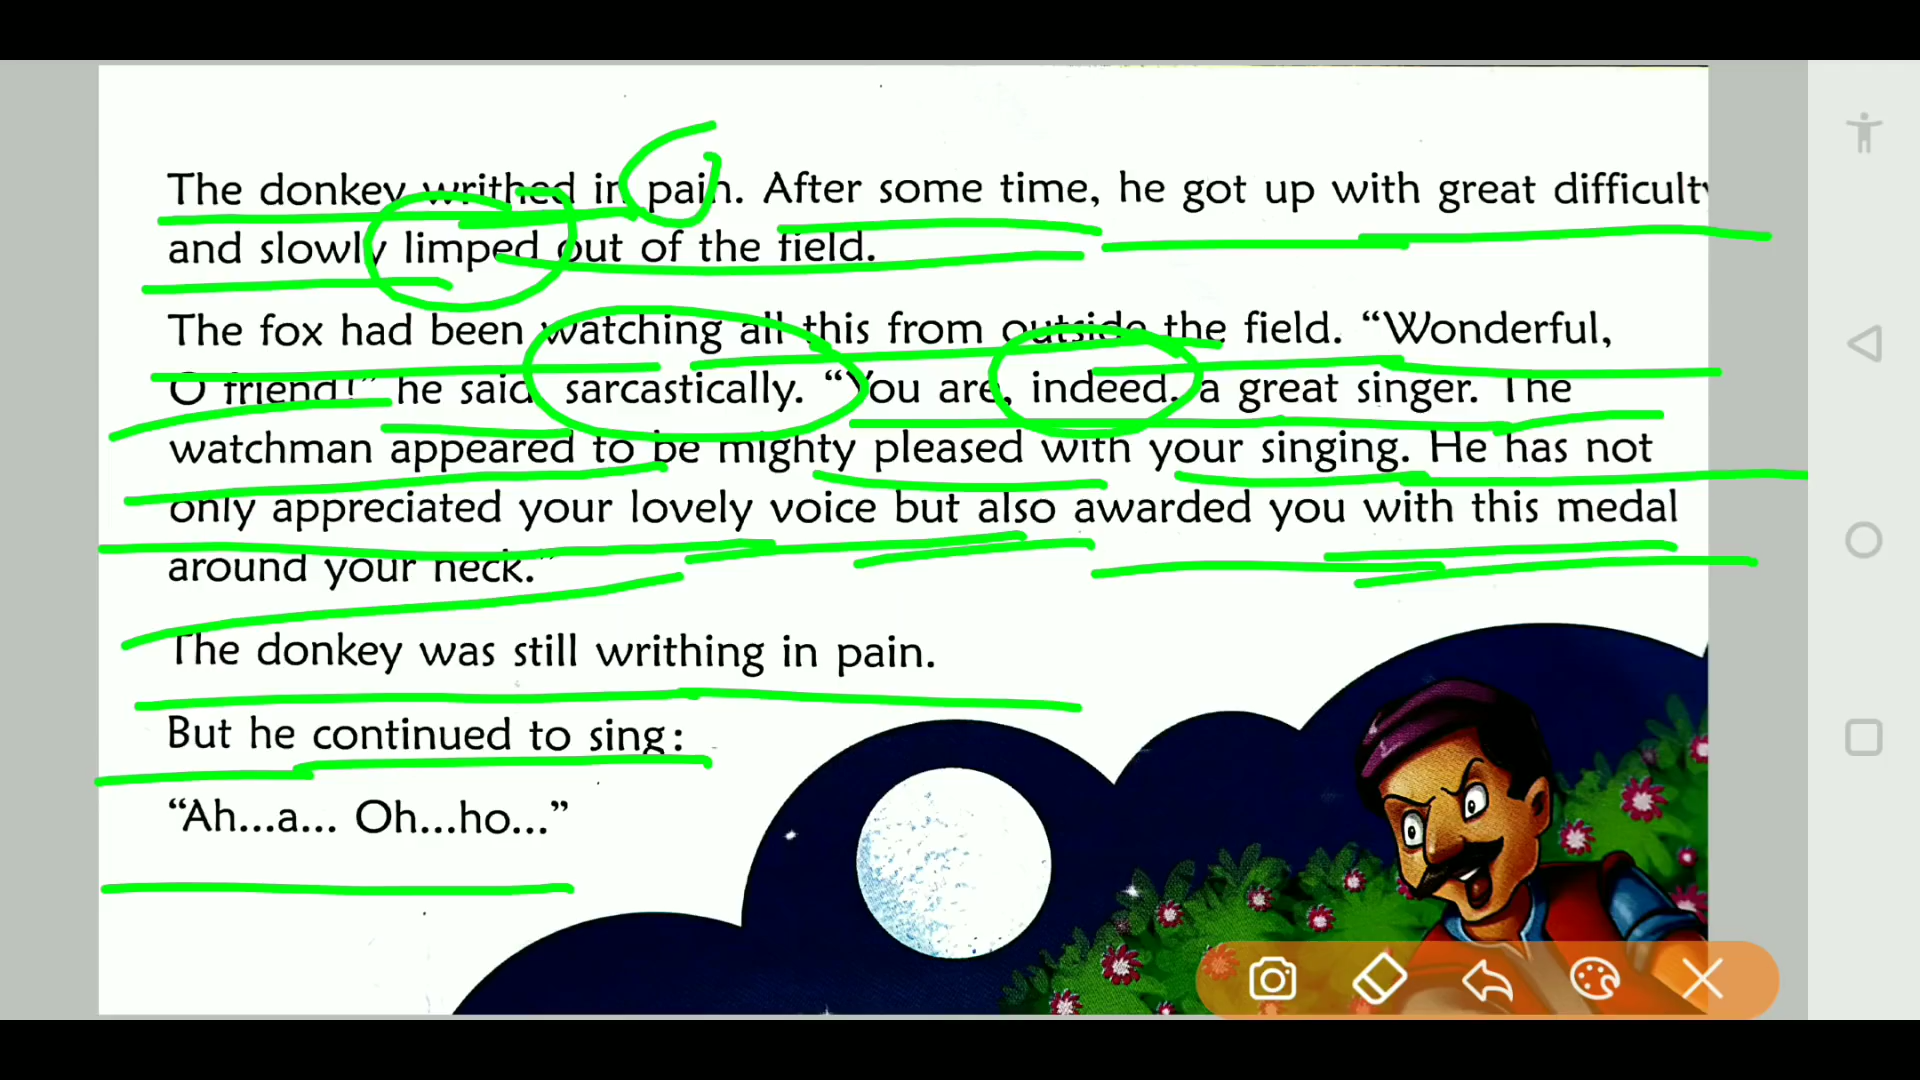 The donkey writhed in pain. After some time, he got up with great difficulty
and slowly limped out of the field.
The fox had been watching all this from outside the field. “Wonderful,
O friend!” he said sarcastically. “You are, indeed, a great singer. The
watchman appeared to be mighty pleased with your singing. He has not
only appreciated your lovely voice but also awarded you with this medal
around your neck.”
The donkey was still writhing in pain.
But he continued to sing:
“Ah...a... Oh...ho...”